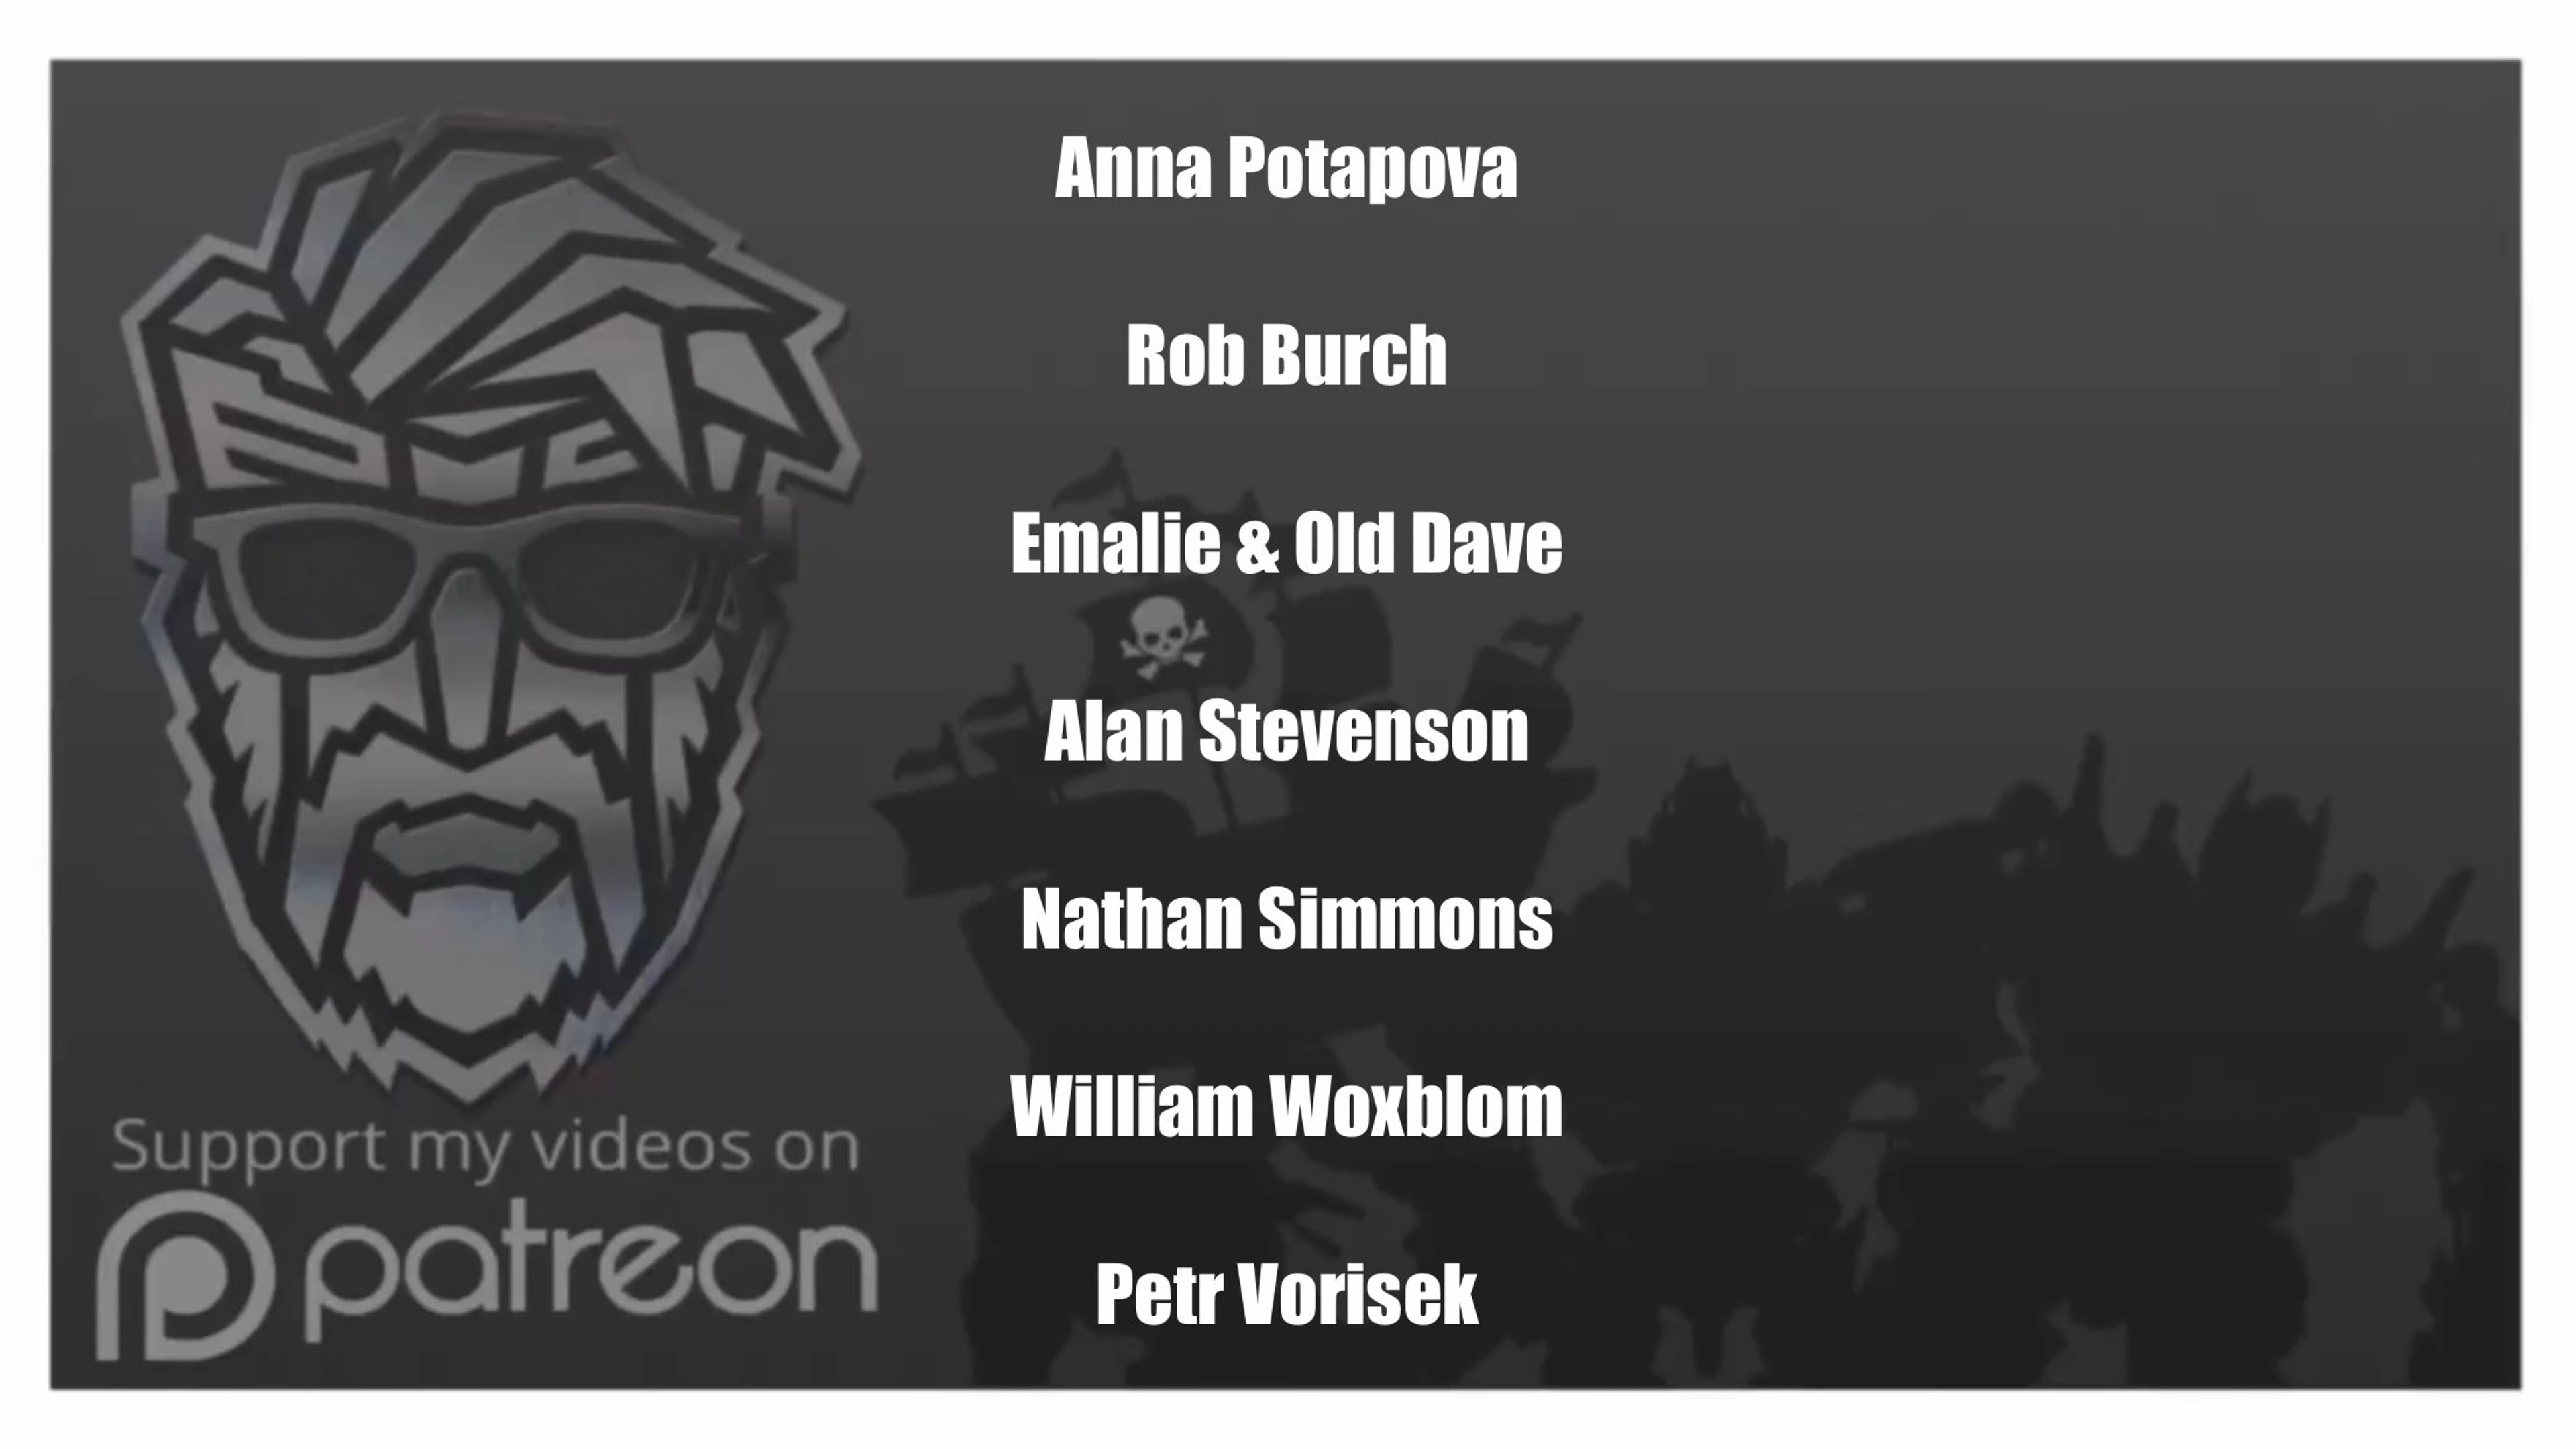 Anna Potapova
Rob Burch
Emalie & Old Dave
Alan Stevenson
Nathan Simmons
William Woxblom
Petr Vorisek
Support my videos on
patreon